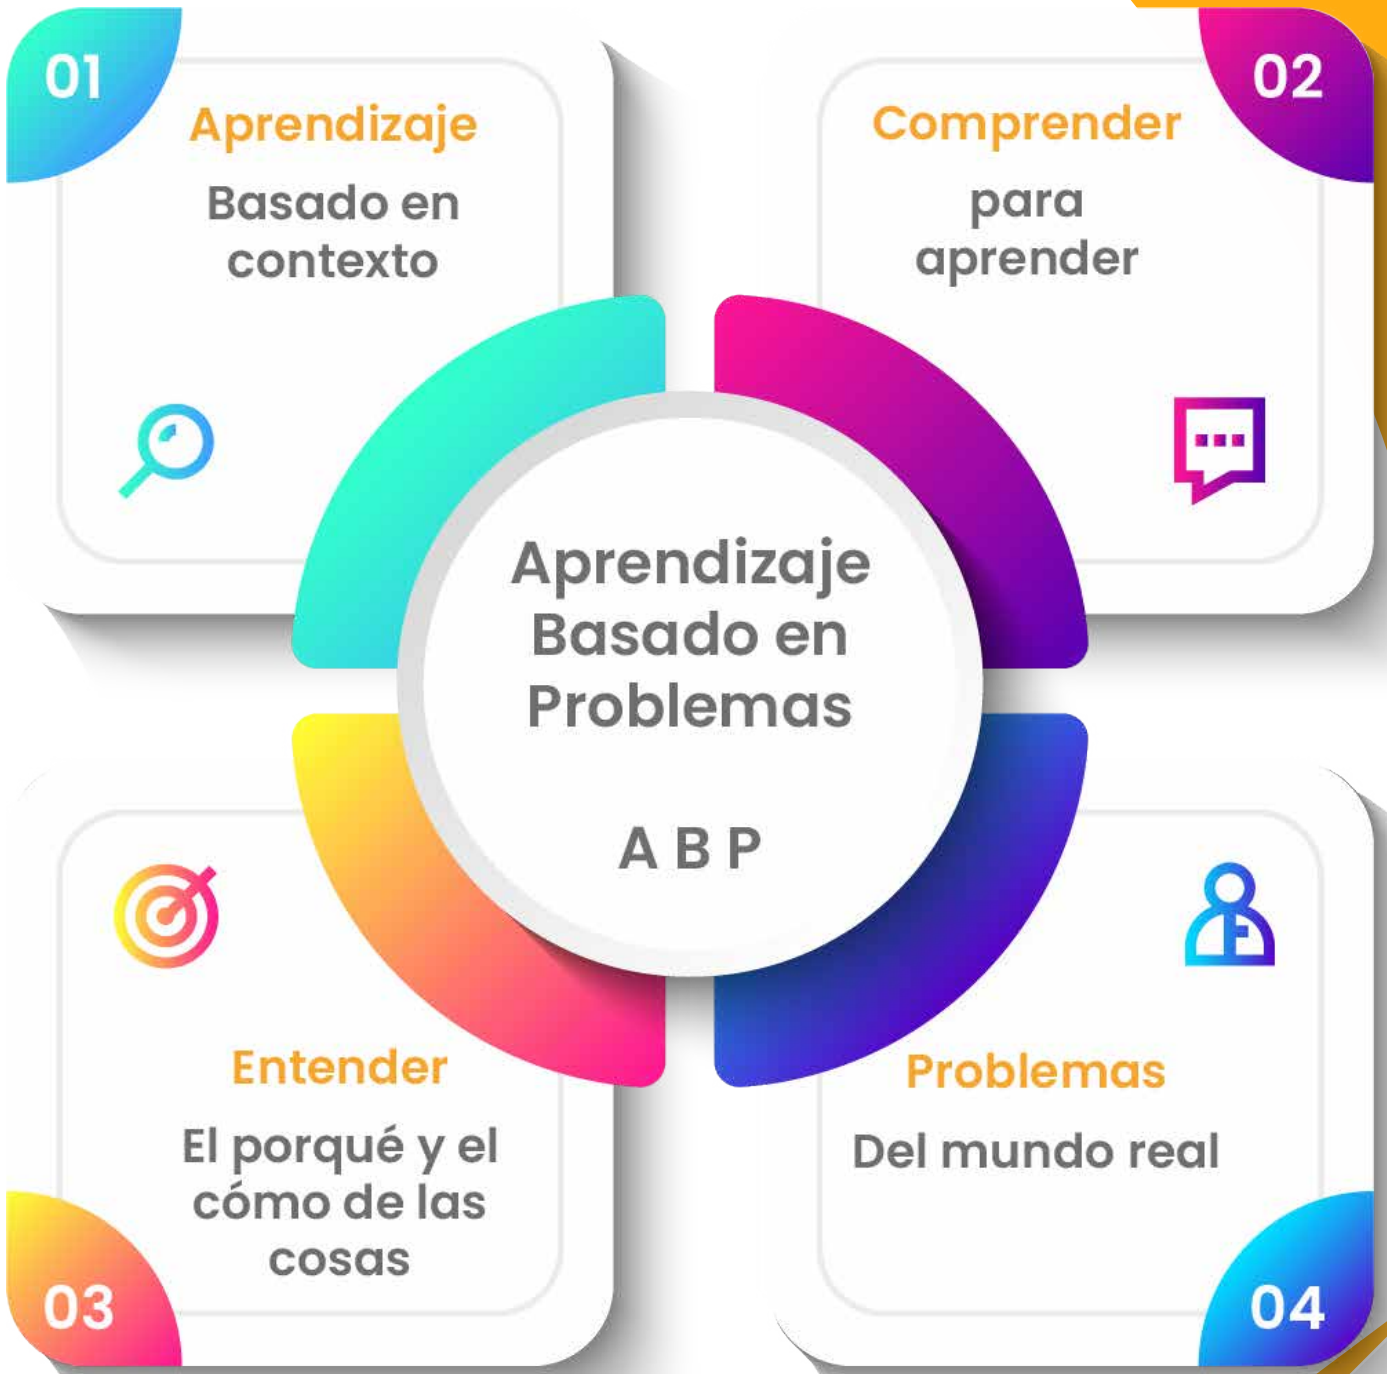 01
Aprendizaje
Basado en
contexto
02
Comprender
para
aprender
Aprendizaje
Basado en
Problemas
A B P
Entender
El porqué y el
cómo de las
cosas
03
Problemas
Del mundo real
04